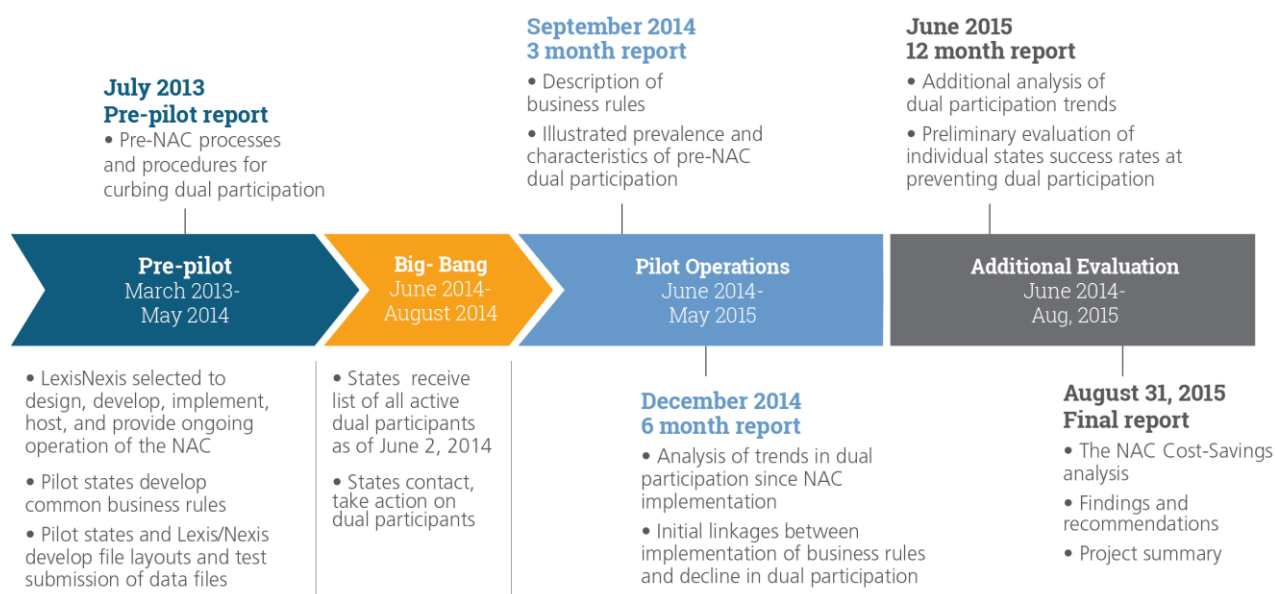 July 2013
Pre-pilot report
• Pre-NAC processes
and procedures for
curbing dual participation
September 2014
3 month report
• Description of
business rules
• Illustrated prevalence and
characteristics of pre-NAC
dual participation
June 2015
12 month report
• Additional analysis of
dual participation trends
• Preliminary evaluation of
individual states success rates at
preventing dual participation
Pre-pilot
March 2013-
May 2014
Big- Bang
June 2014-
August 2014
Pilot Operations
June 2014-
May 2015
Additional Evaluation
June 2014-
Aug, 2015
• LexisNexis selected to
design, develop, implement,
host, and provide ongoing
operation of the NAC
• Pilot states develop
common business rules
• Pilot states and Lexis/Nexis
develop file layouts and test
submission of data files
• States receive
list of all active
dual participants
as of June 2, 2014
• States contact,
take action on
dual participants
December 2014
6 month report
• Analysis of trends in dual
participation since NAC
implementation
• Initial linkages between
implementation of business rules
and decline in dual participation
August 31, 2015
Final report
• The NAC Cost-Savings
analysis
• Findings and
recommendations
• Project summary